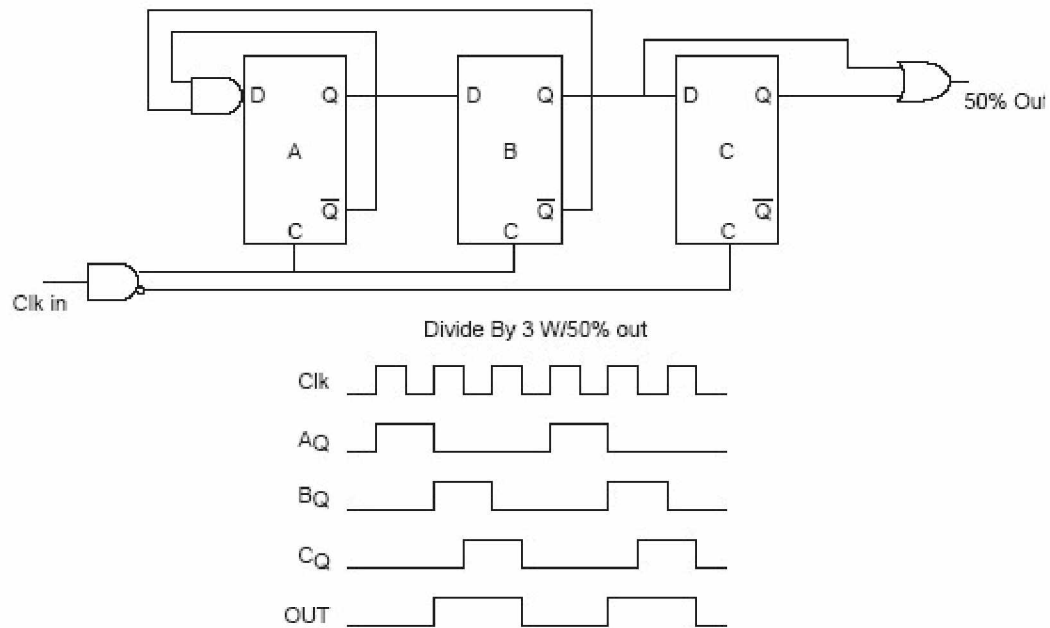 D Q D Q D Q
50% Out
A B C
Q̅ Q̅ Q̅
C C C
Clk in
Divide By 3 W/50% out
Clk
AQ
BQ
CQ
OUT